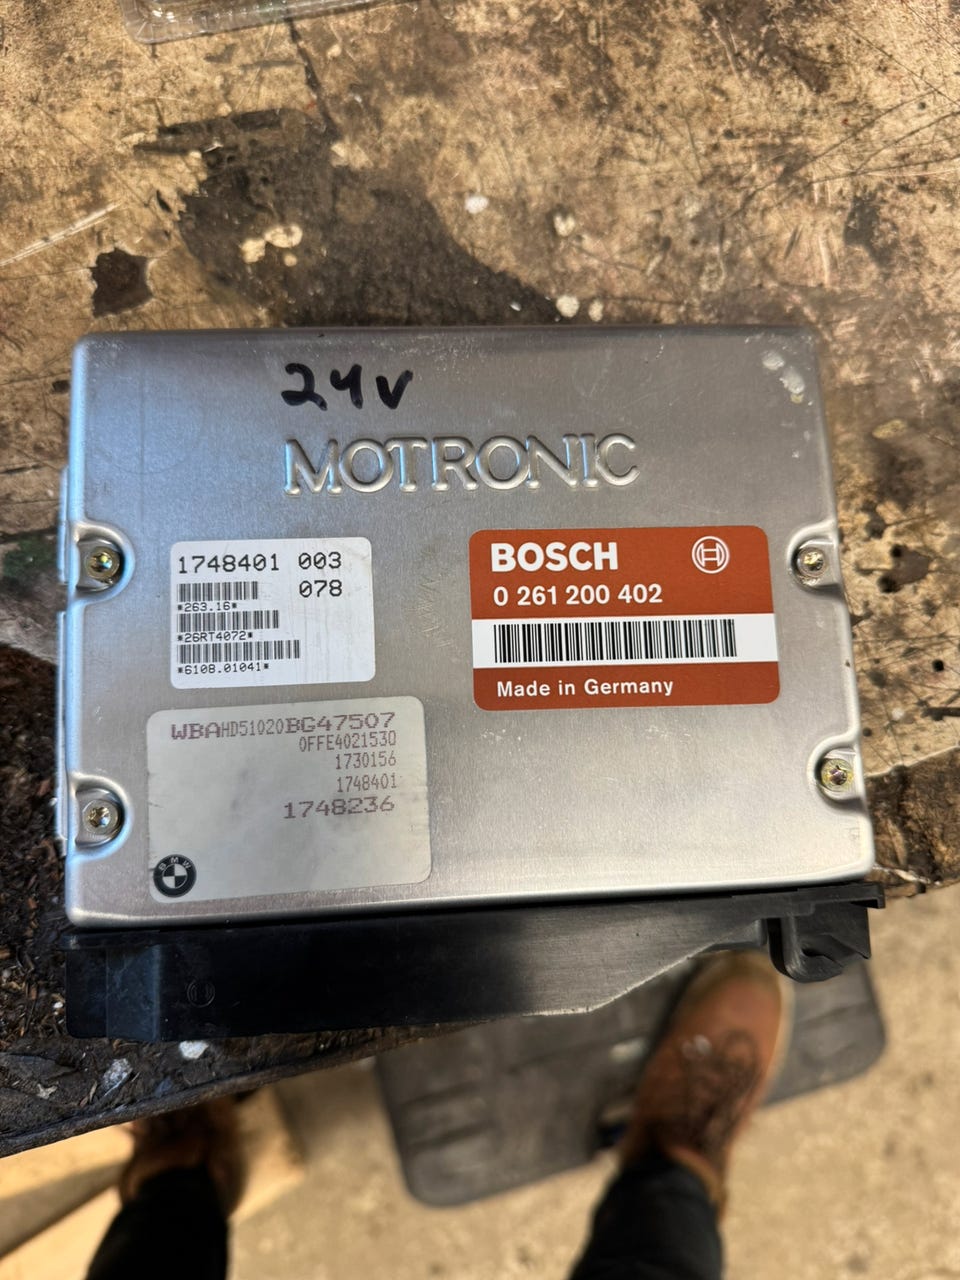 24V
MOTRONIC
1748401 003
078
*263.16*
*26RT4072*
*6108.01041*
BOSCH
0 261 200 402
Made in Germany
WBAHD51020BG47507
0FFE4021530
1730156
1748401
1748236
BMW